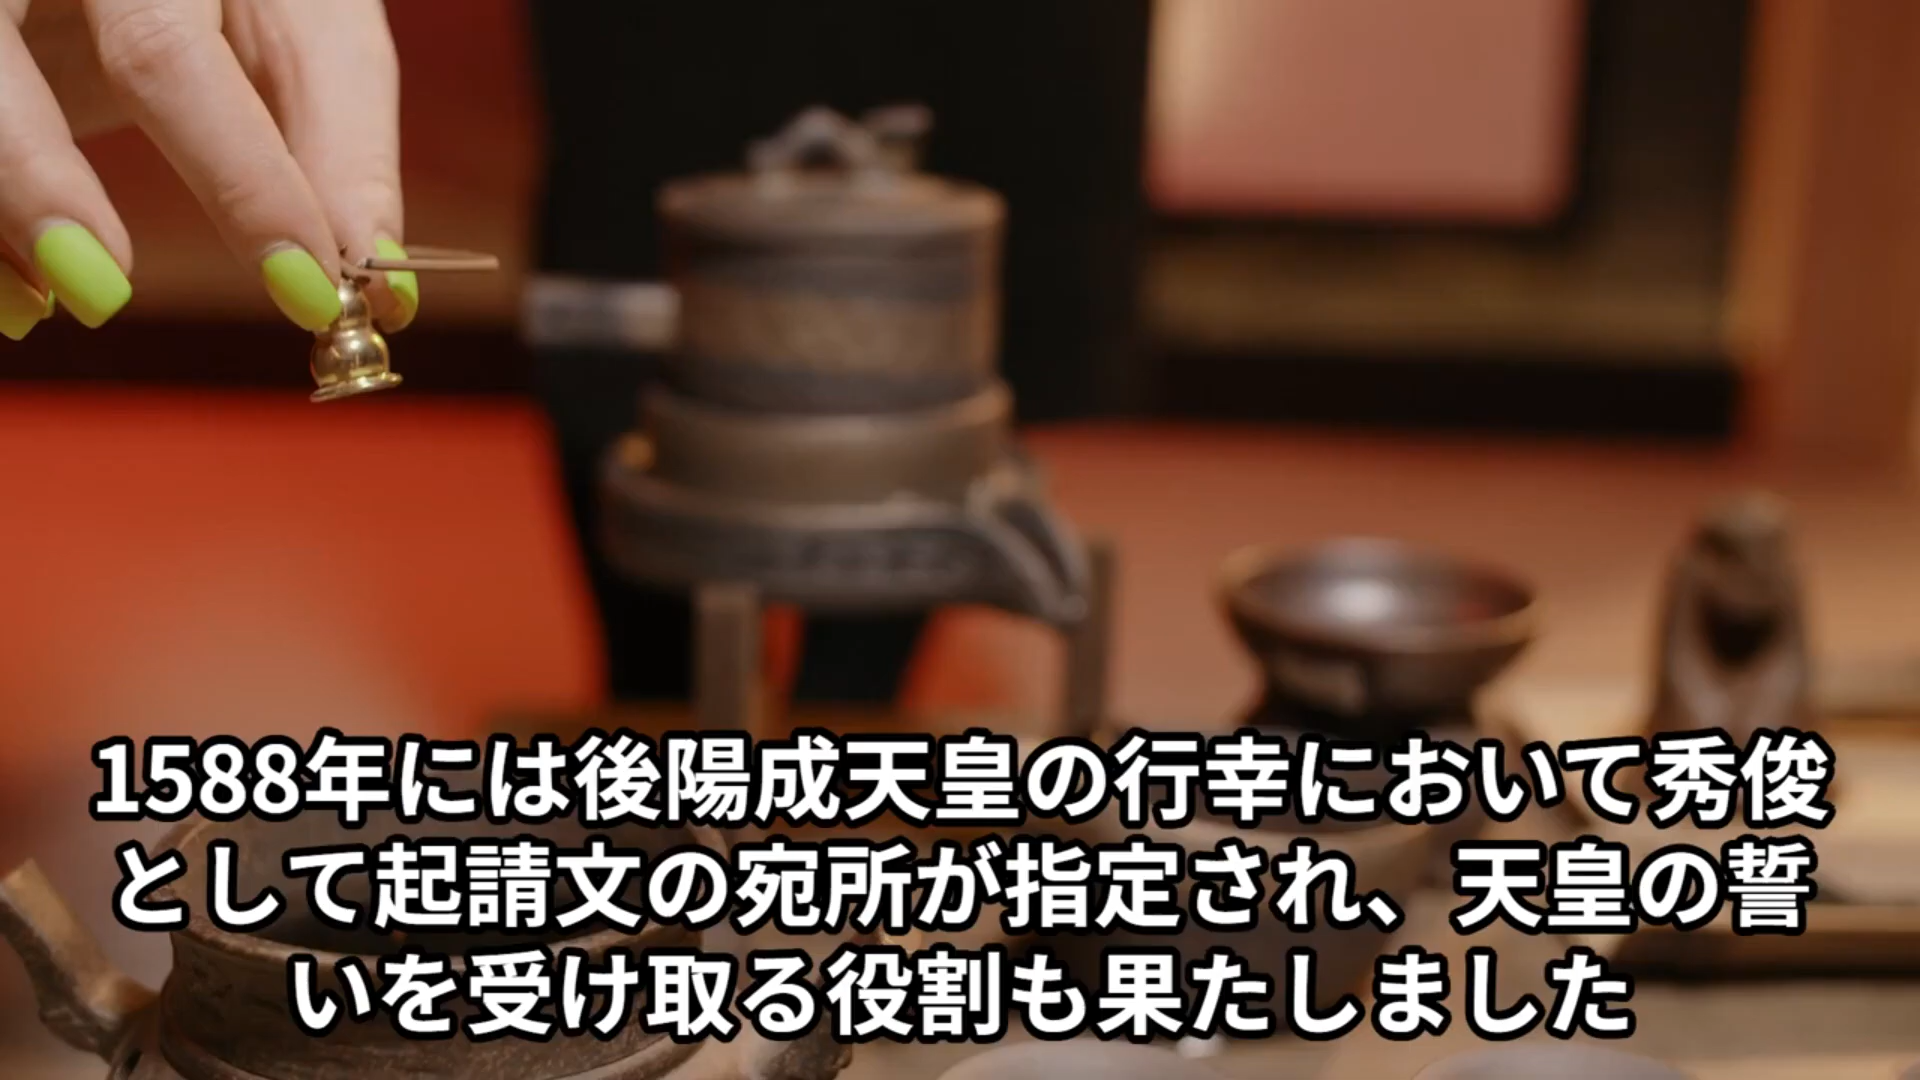 1588年には後陽成天皇の行幸において秀俊
として起請文の宛所が指定され、天皇の誓
いを受け取る役割も果たしました